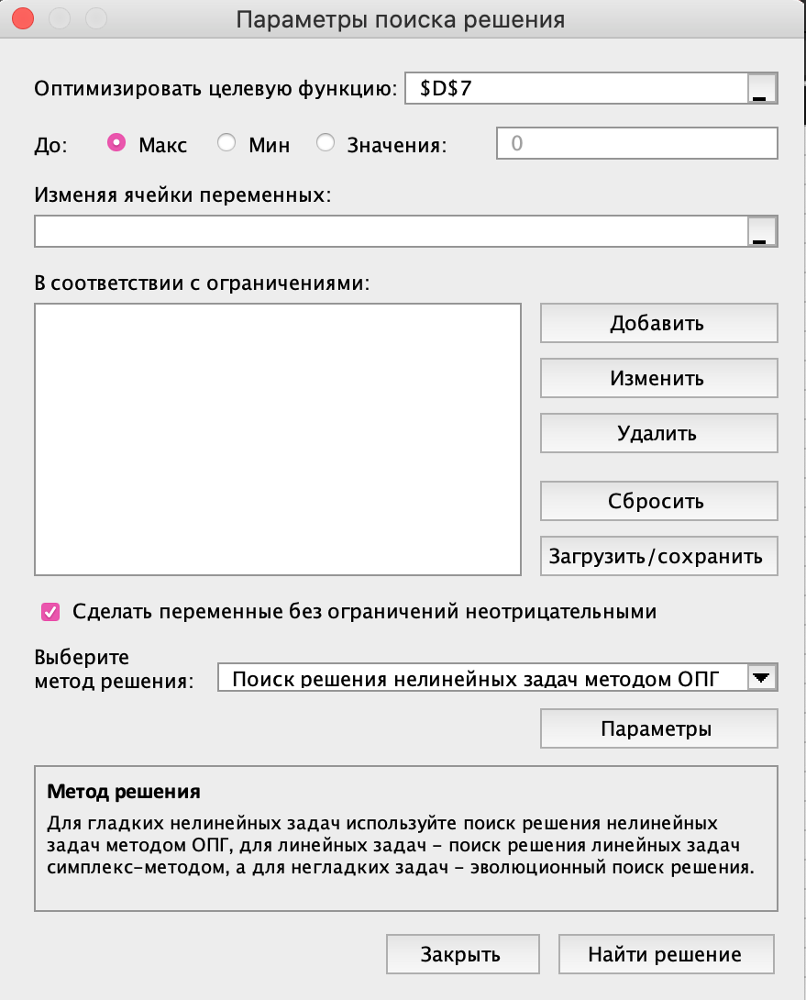 Параметры поиска решения
Оптимизировать целевую функцию: $D$7
До: Макс Мин Значения: 0
Изменяя ячейки переменных:
В соответствии с ограничениями:
Добавить
Изменить
Удалить
Сбросить
Загрузить/сохранить
Сделать переменные без ограничений неотрицательными
Выберите
метод решения: Поиск решения нелинейных задач методом ОПГ
Параметры
Метод решения
Для гладких нелинейных задач используйте поиск решения нелинейных
задач методом ОПГ, для линейных задач – поиск решения линейных задач
симплекс-методом, а для негладких задач – эволюционный поиск решения.
Закрыть Найти решение